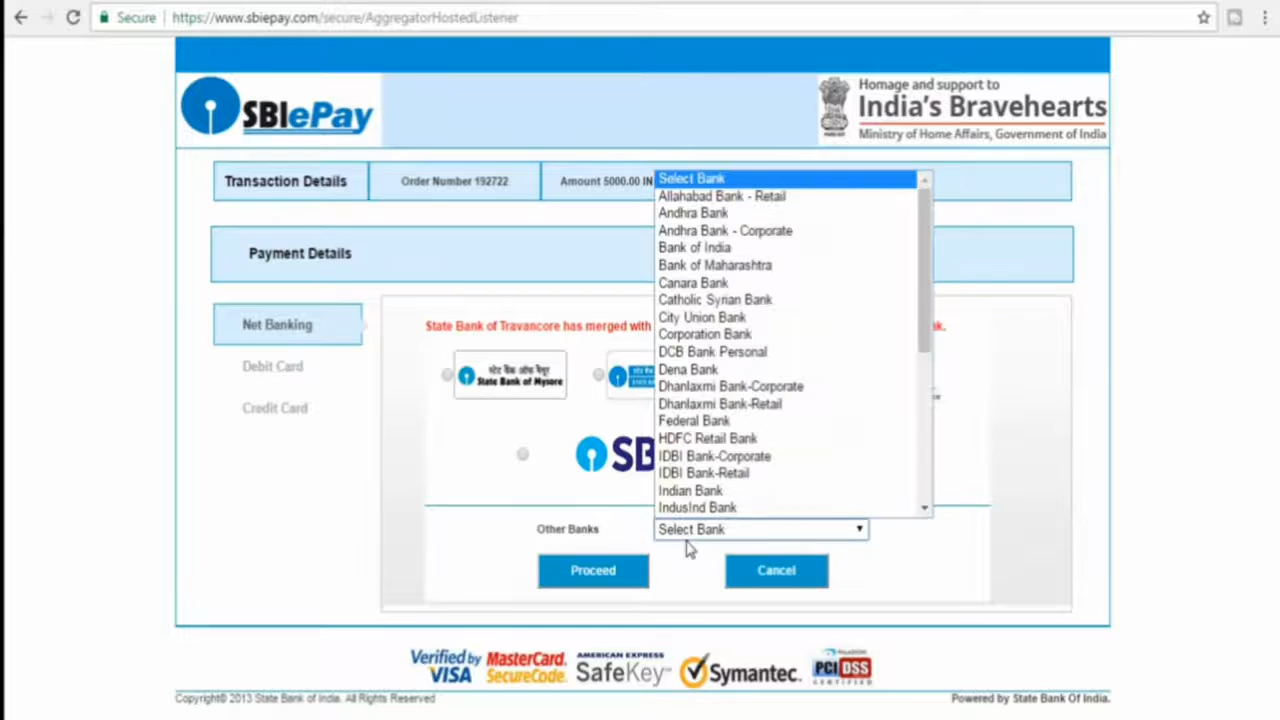 Secure https://www.sbiepay.com/secure/AggregatorHostedListener
SBIePay
Homage and support to
India's Bravehearts
Ministry of Home Affairs, Government of India
Transaction Details
Order Number 192722
Amount 5000.00 IN
Select Bank
Allahabad Bank - Retail
Andhra Bank
Andhra Bank - Corporate
Bank of India
Bank of Maharashtra
Canara Bank
Catholic Syrian Bank
City Union Bank
Corporation Bank
DCB Bank Personal
Dena Bank
Dhanlaxmi Bank-Corporate
Dhanlaxmi Bank-Retail
Federal Bank
HDFC Retail Bank
IDBI Bank-Corporate
IDBI Bank-Retail
Indian Bank
IndusInd Bank
Payment Details
Net Banking
Debit Card
Credit Card
State Bank of Travancore has merged with
स्टेट बैंक ऑफ मैसूर
State Bank of Mysore
SB
Other Banks
Select Bank
Proceed
Cancel
Verified by
VISA
MasterCard.
SecureCode.
AMERICAN EXPRESS
SafeKey
Symantec.
PCI DSS
CERTIFIED
Copyright© 2013 State Bank of India. All Rights Reserved
Powered by State Bank Of India.